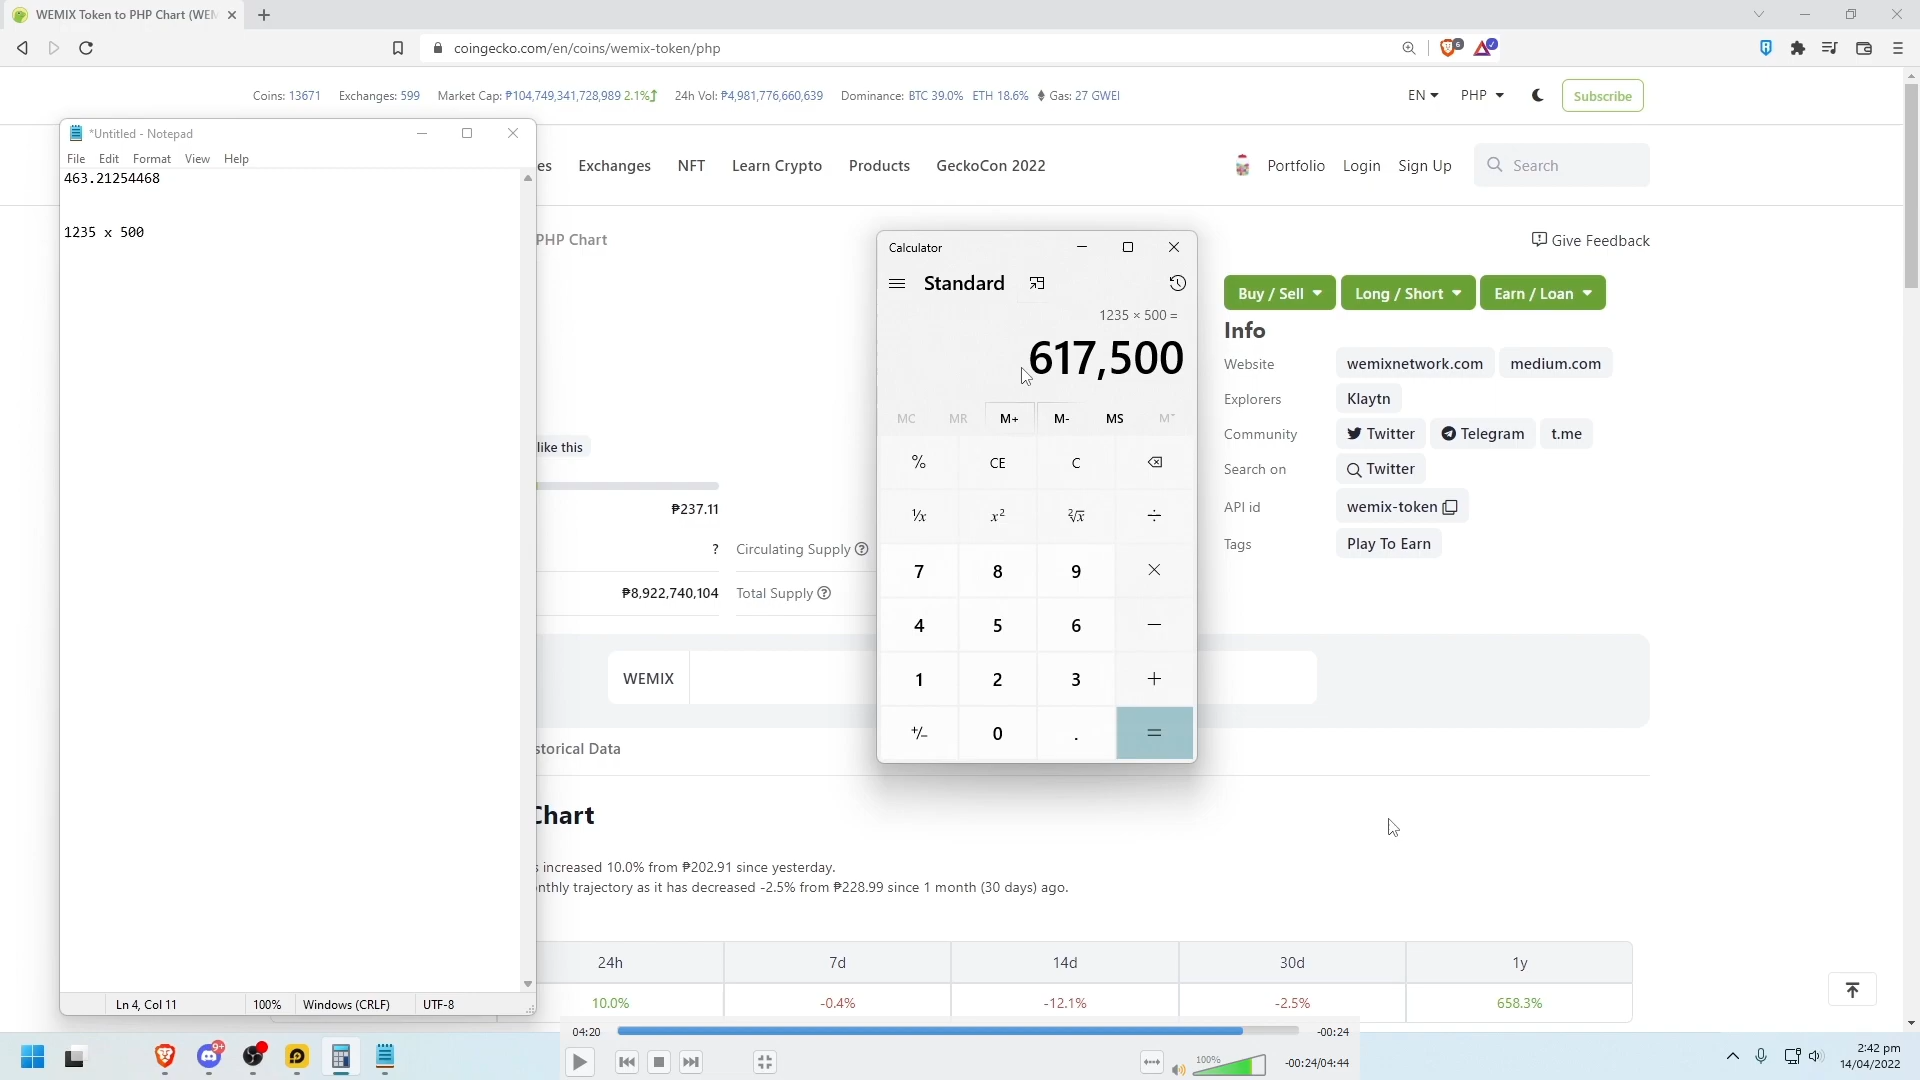 WEMIX Token to PHP Chart (WEM
coingecko.com/en/coins/wemix-token/php
6
Coins: 13671 Exchanges: 599 Market Cap: ₱104,749,341,728,989 2.1% 24h Vol: ₱4,981,776,660,639 Dominance: BTC 39.0% ETH 18.6% Gas: 27 GWEI
EN PHP Subscribe
*Untitled - Notepad
File Edit Format View Help
463.21254468
1235 x 500
Ln 4, Col 11 100% Windows (CRLF) UTF-8
es Exchanges NFT Learn Crypto Products GeckoCon 2022
Portfolio Login Sign Up Search
PHP Chart
Give Feedback
Calculator
Standard
1235 × 500 =
617,500
MC MR M+ M- MS M˅
% CE C
¹/x x² ²√x ÷
7 8 9 ×
4 5 6 −
1 2 3 +
+/− 0 . =
Buy / Sell Long / Short Earn / Loan
Info
Website wemixnetwork.com medium.com
Explorers Klaytn
Community Twitter Telegram t.me
Search on Twitter
API id wemix-token
Tags Play To Earn
like this
₱237.11
? Circulating Supply ?
₱8,922,740,104 Total Supply ?
WEMIX
storical Data
Chart
s increased 10.0% from ₱202.91 since yesterday.
onthly trajectory as it has decreased -2.5% from ₱228.99 since 1 month (30 days) ago.
24h 7d 14d 30d 1y
10.0% -0.4% -12.1% -2.5% 658.3%
04:20 -00:24
100% -00:24/04:44
9+
2:42 pm
14/04/2022